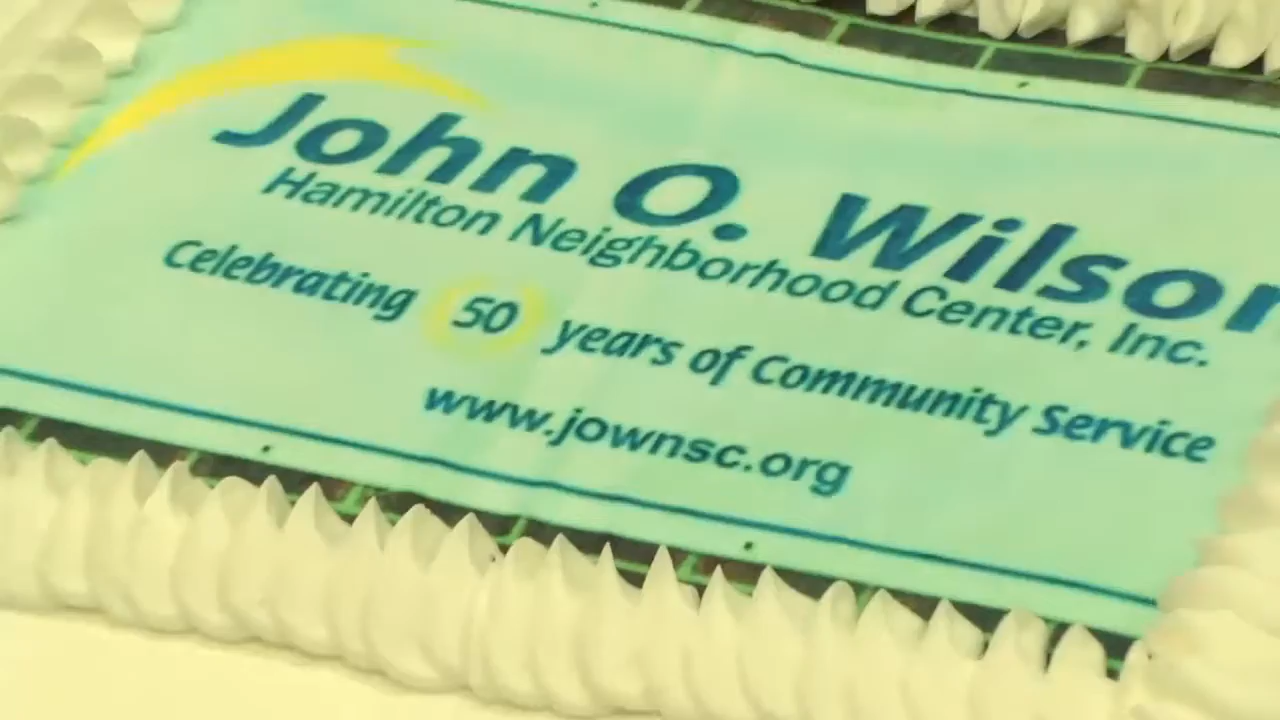 John O. Wilson
Hamilton Neighborhood Center, Inc.
Celebrating 50 years of Community Service
www.jownsc.org